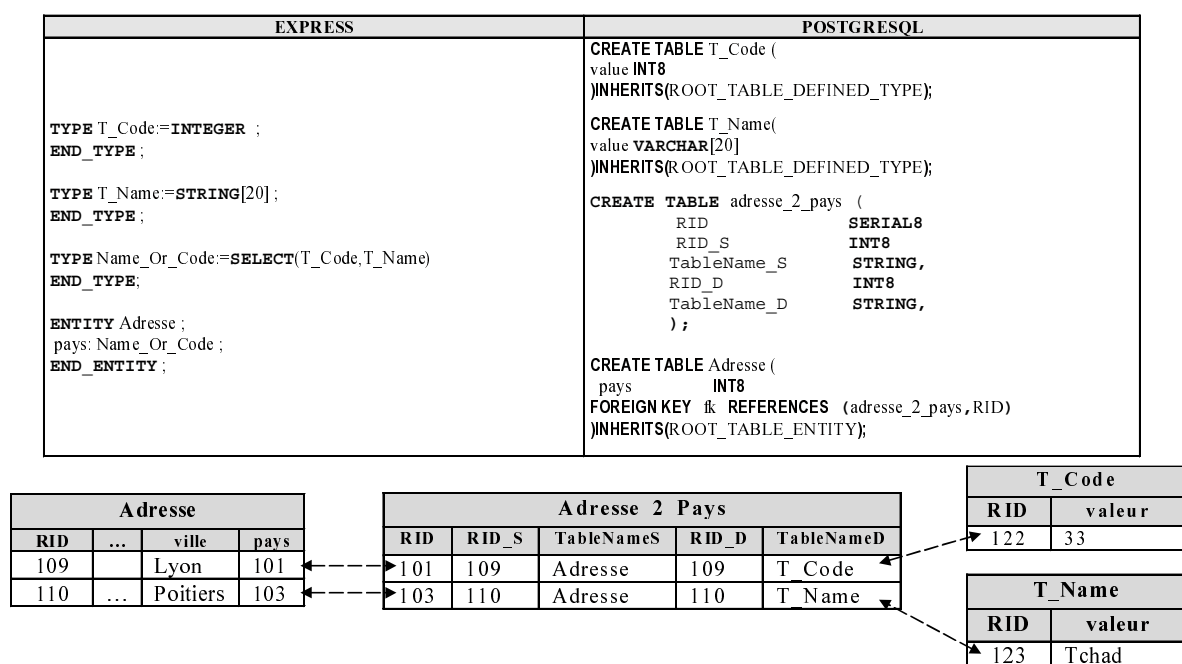 EXPRESS
POSTGRESQL
TYPE T_Code:=INTEGER ;
END_TYPE ;
TYPE T_Name:=STRING[20] ;
END_TYPE ;
TYPE Name_Or_Code:=SELECT(T_Code,T_Name)
END_TYPE;
ENTITY Adresse ;
pays: Name_Or_Code ;
END_ENTITY ;
CREATE TABLE T_Code (
value INT8
)INHERITS(ROOT_TABLE_DEFINED_TYPE);
CREATE TABLE T_Name(
value VARCHAR[20]
)INHERITS(ROOT_TABLE_DEFINED_TYPE);
CREATE TABLE adresse_2_pays (
RID SERIAL8
RID_S INT8
TableName_S STRING,
RID_D INT8
TableName_D STRING,
);
CREATE TABLE Adresse (
pays INT8
FOREIGN KEY fk REFERENCES (adresse_2_pays,RID)
)INHERITS(ROOT_TABLE_ENTITY);
Adresse
RID ... ville pays
109 Lyon 101
110 ... Poitiers 103
Adresse 2 Pays
RID RID_S TableNameS RID_D TableNameD
101 109 Adresse 109 T_Code
103 110 Adresse 110 T_Name
T_Code
RID valeur
122 33
T_Name
RID valeur
123 Tchad